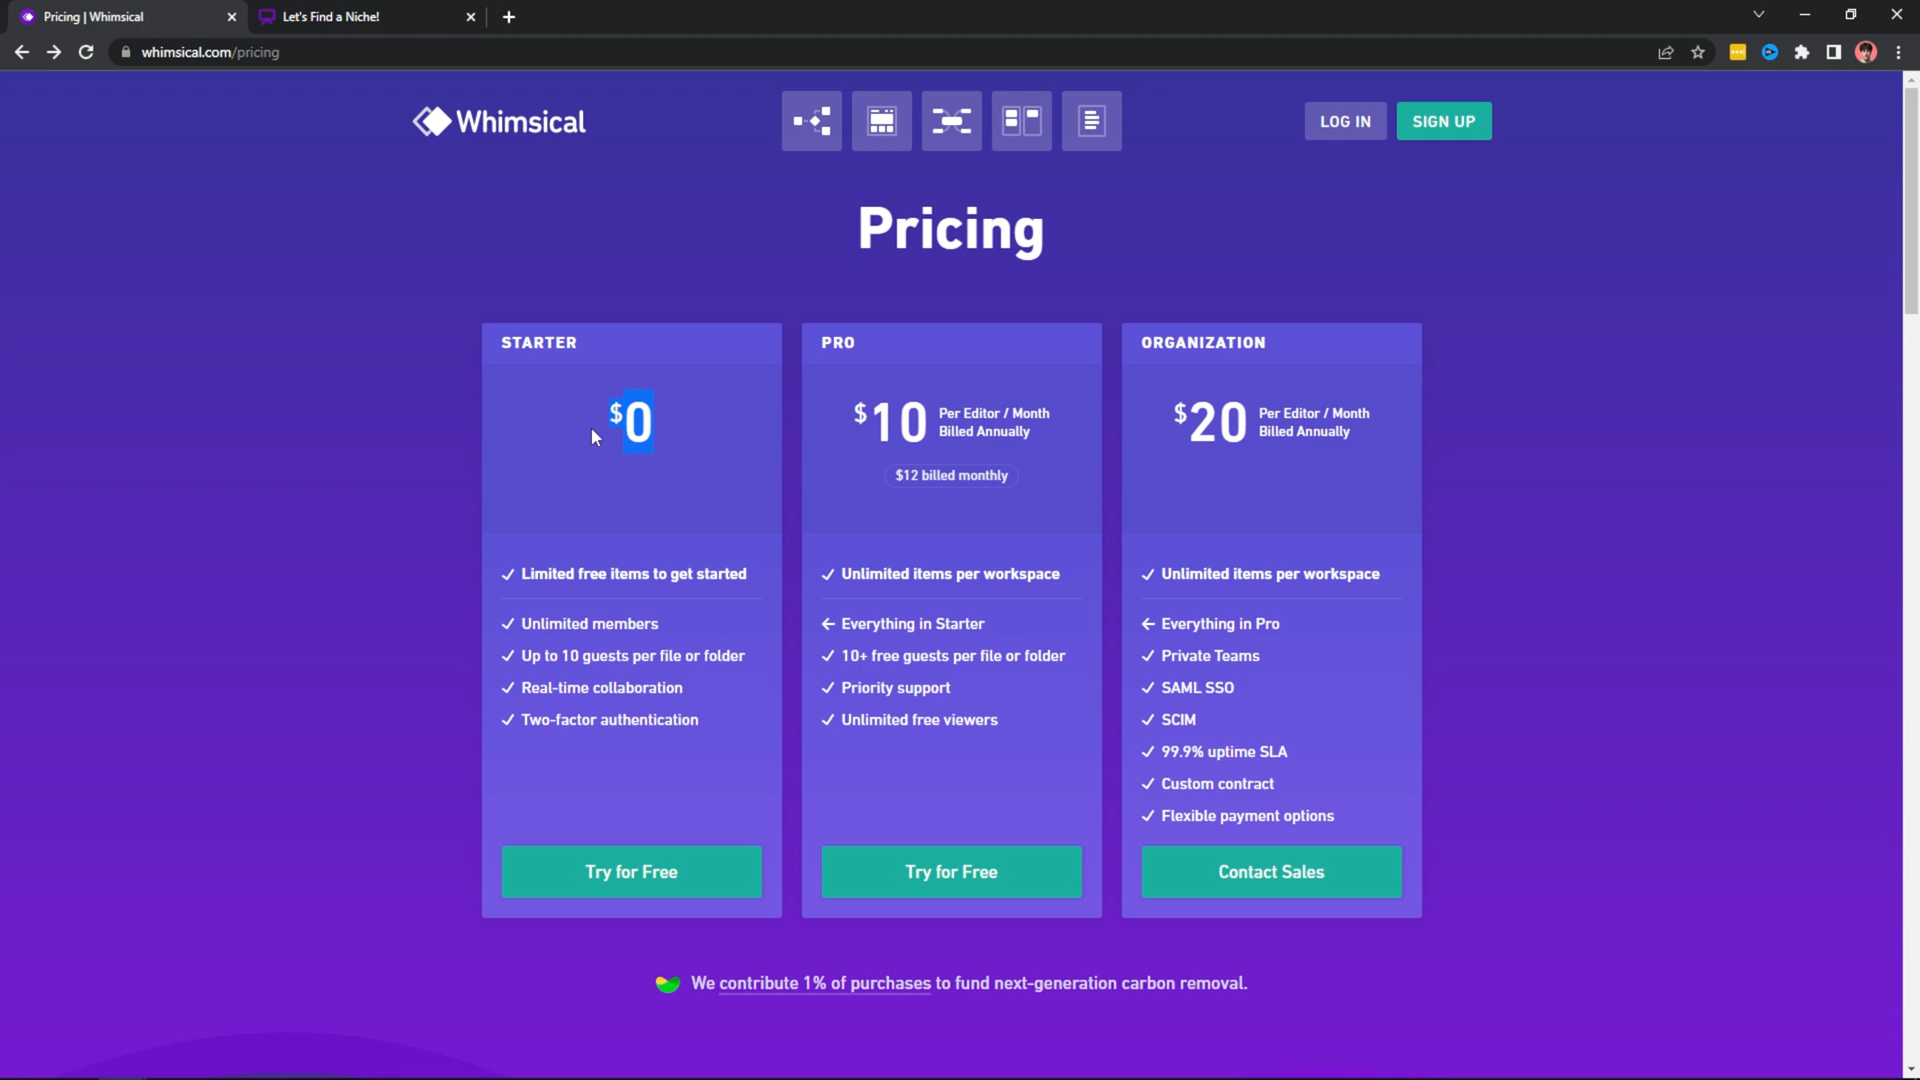 Pricing | Whimsical
Let's Find a Niche!
whimsical.com/pricing
Whimsical
LOG IN
SIGN UP
Pricing
STARTER
$0
Limited free items to get started
Unlimited members
Up to 10 guests per file or folder
Real-time collaboration
Two-factor authentication
Try for Free
PRO
$10 Per Editor / Month
Billed Annually
$12 billed monthly
Unlimited items per workspace
Everything in Starter
10+ free guests per file or folder
Priority support
Unlimited free viewers
Try for Free
ORGANIZATION
$20 Per Editor / Month
Billed Annually
Unlimited items per workspace
Everything in Pro
Private Teams
SAML SSO
SCIM
99.9% uptime SLA
Custom contract
Flexible payment options
Contact Sales
We contribute 1% of purchases to fund next-generation carbon removal.